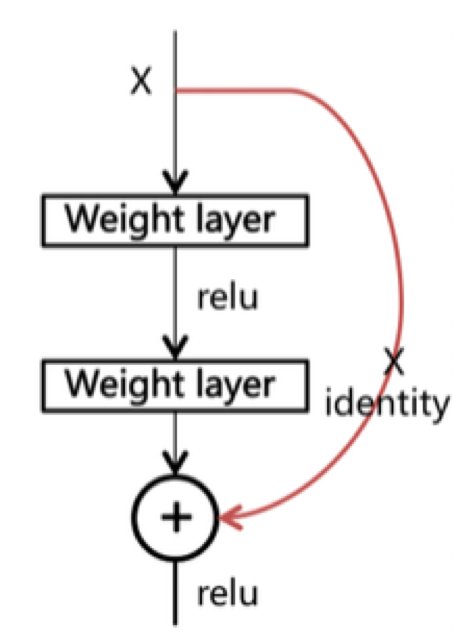 X
Weight layer
relu
Weight layer
X
identity
+
relu